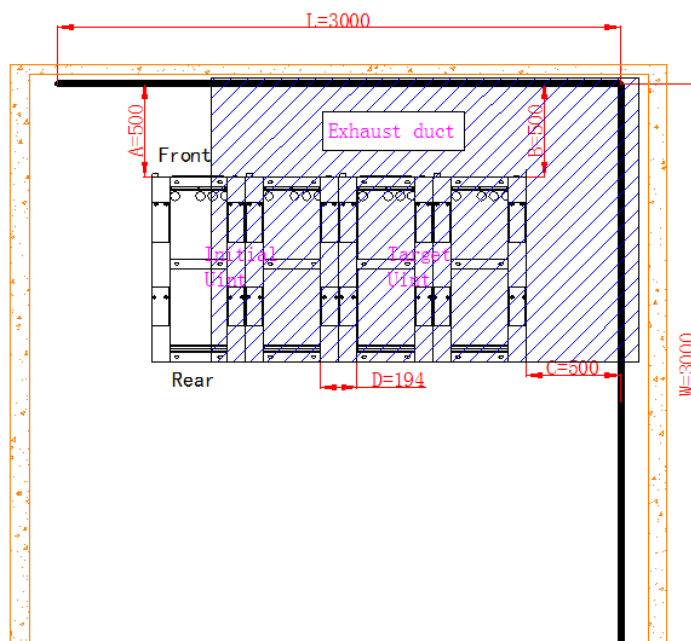 L=3000
A=500
Exhaust duct
B=500
Front
Initial
Uint
Target
Uint
Rear
D=194
C=500
W=3000